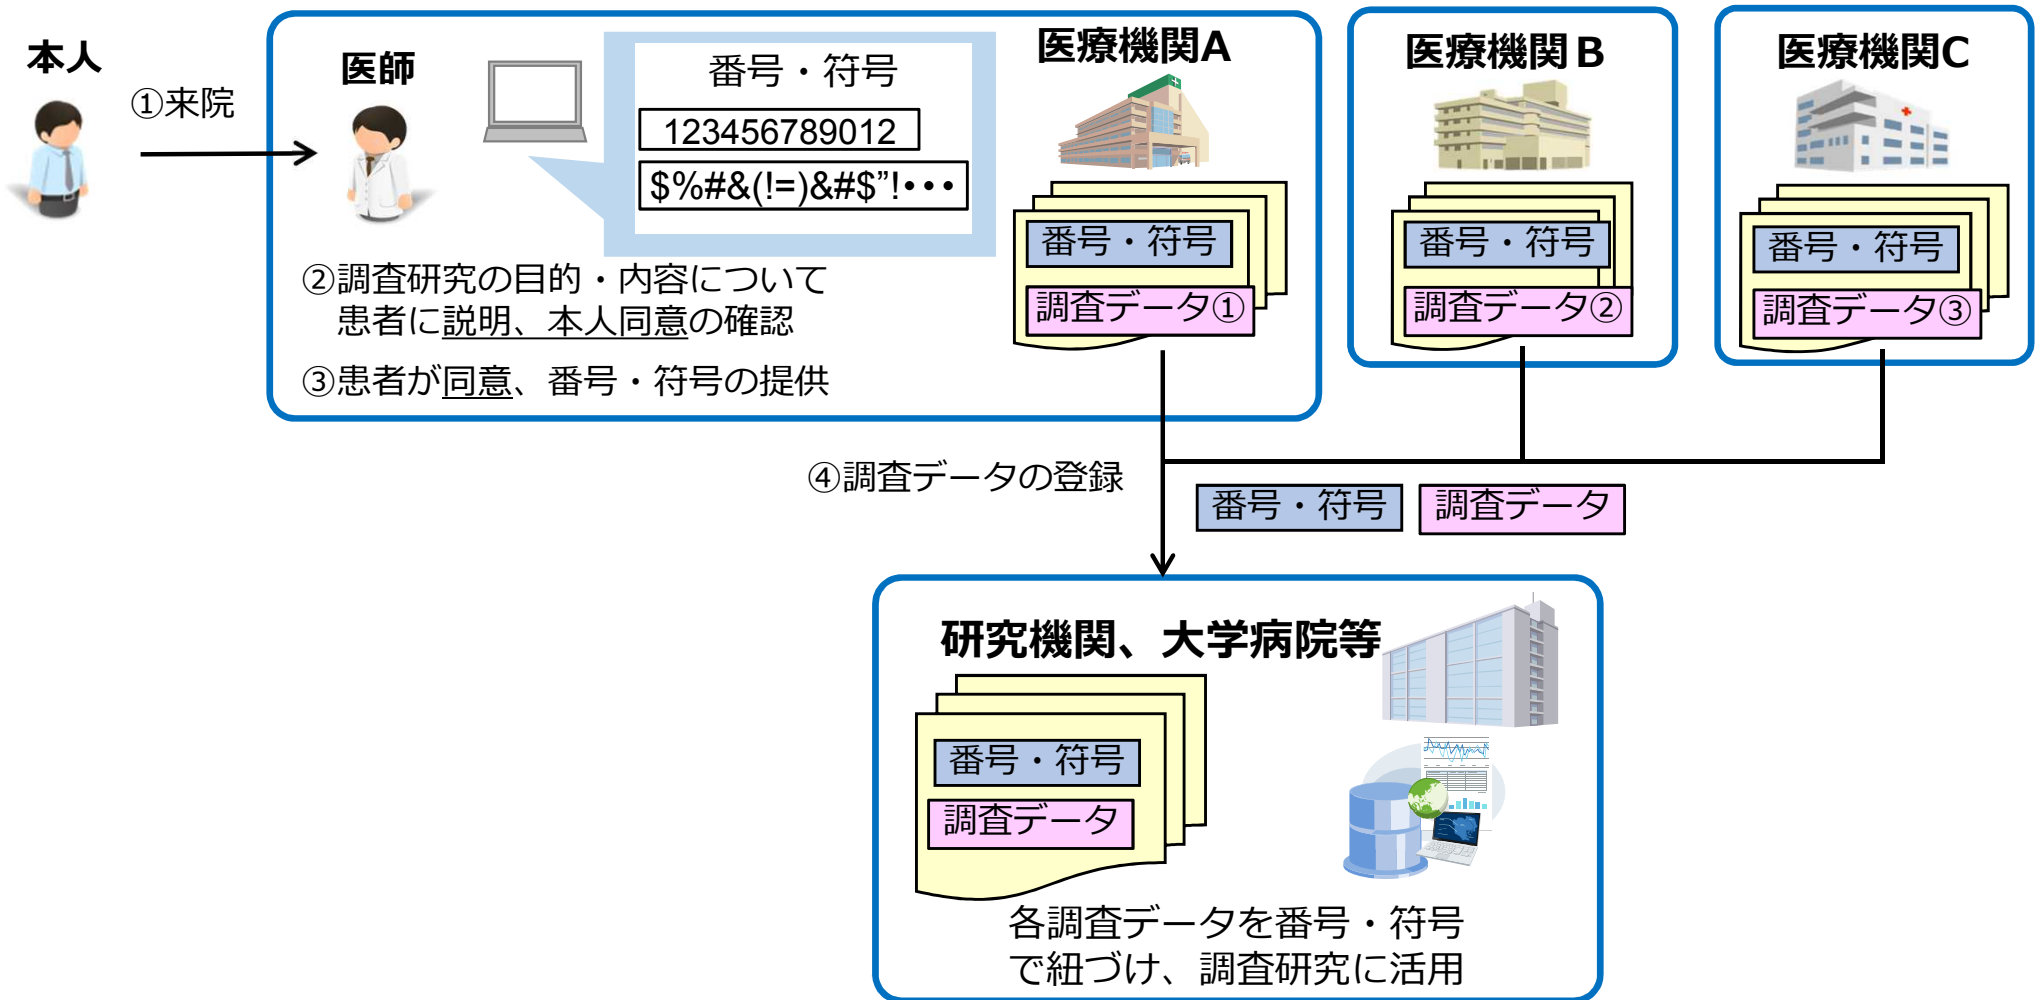 本人
①来院
医師
番号・符号
123456789012
$%#&(!=)&#$”!・・・
医療機関A
番号・符号
調査データ①
②調査研究の目的・内容について
患者に説明、本人同意の確認
③患者が同意、番号・符号の提供
医療機関B
番号・符号
調査データ②
医療機関C
番号・符号
調査データ③
④調査データの登録
番号・符号
調査データ
研究機関、大学病院等
番号・符号
調査データ
各調査データを番号・符号
で紐づけ、調査研究に活用